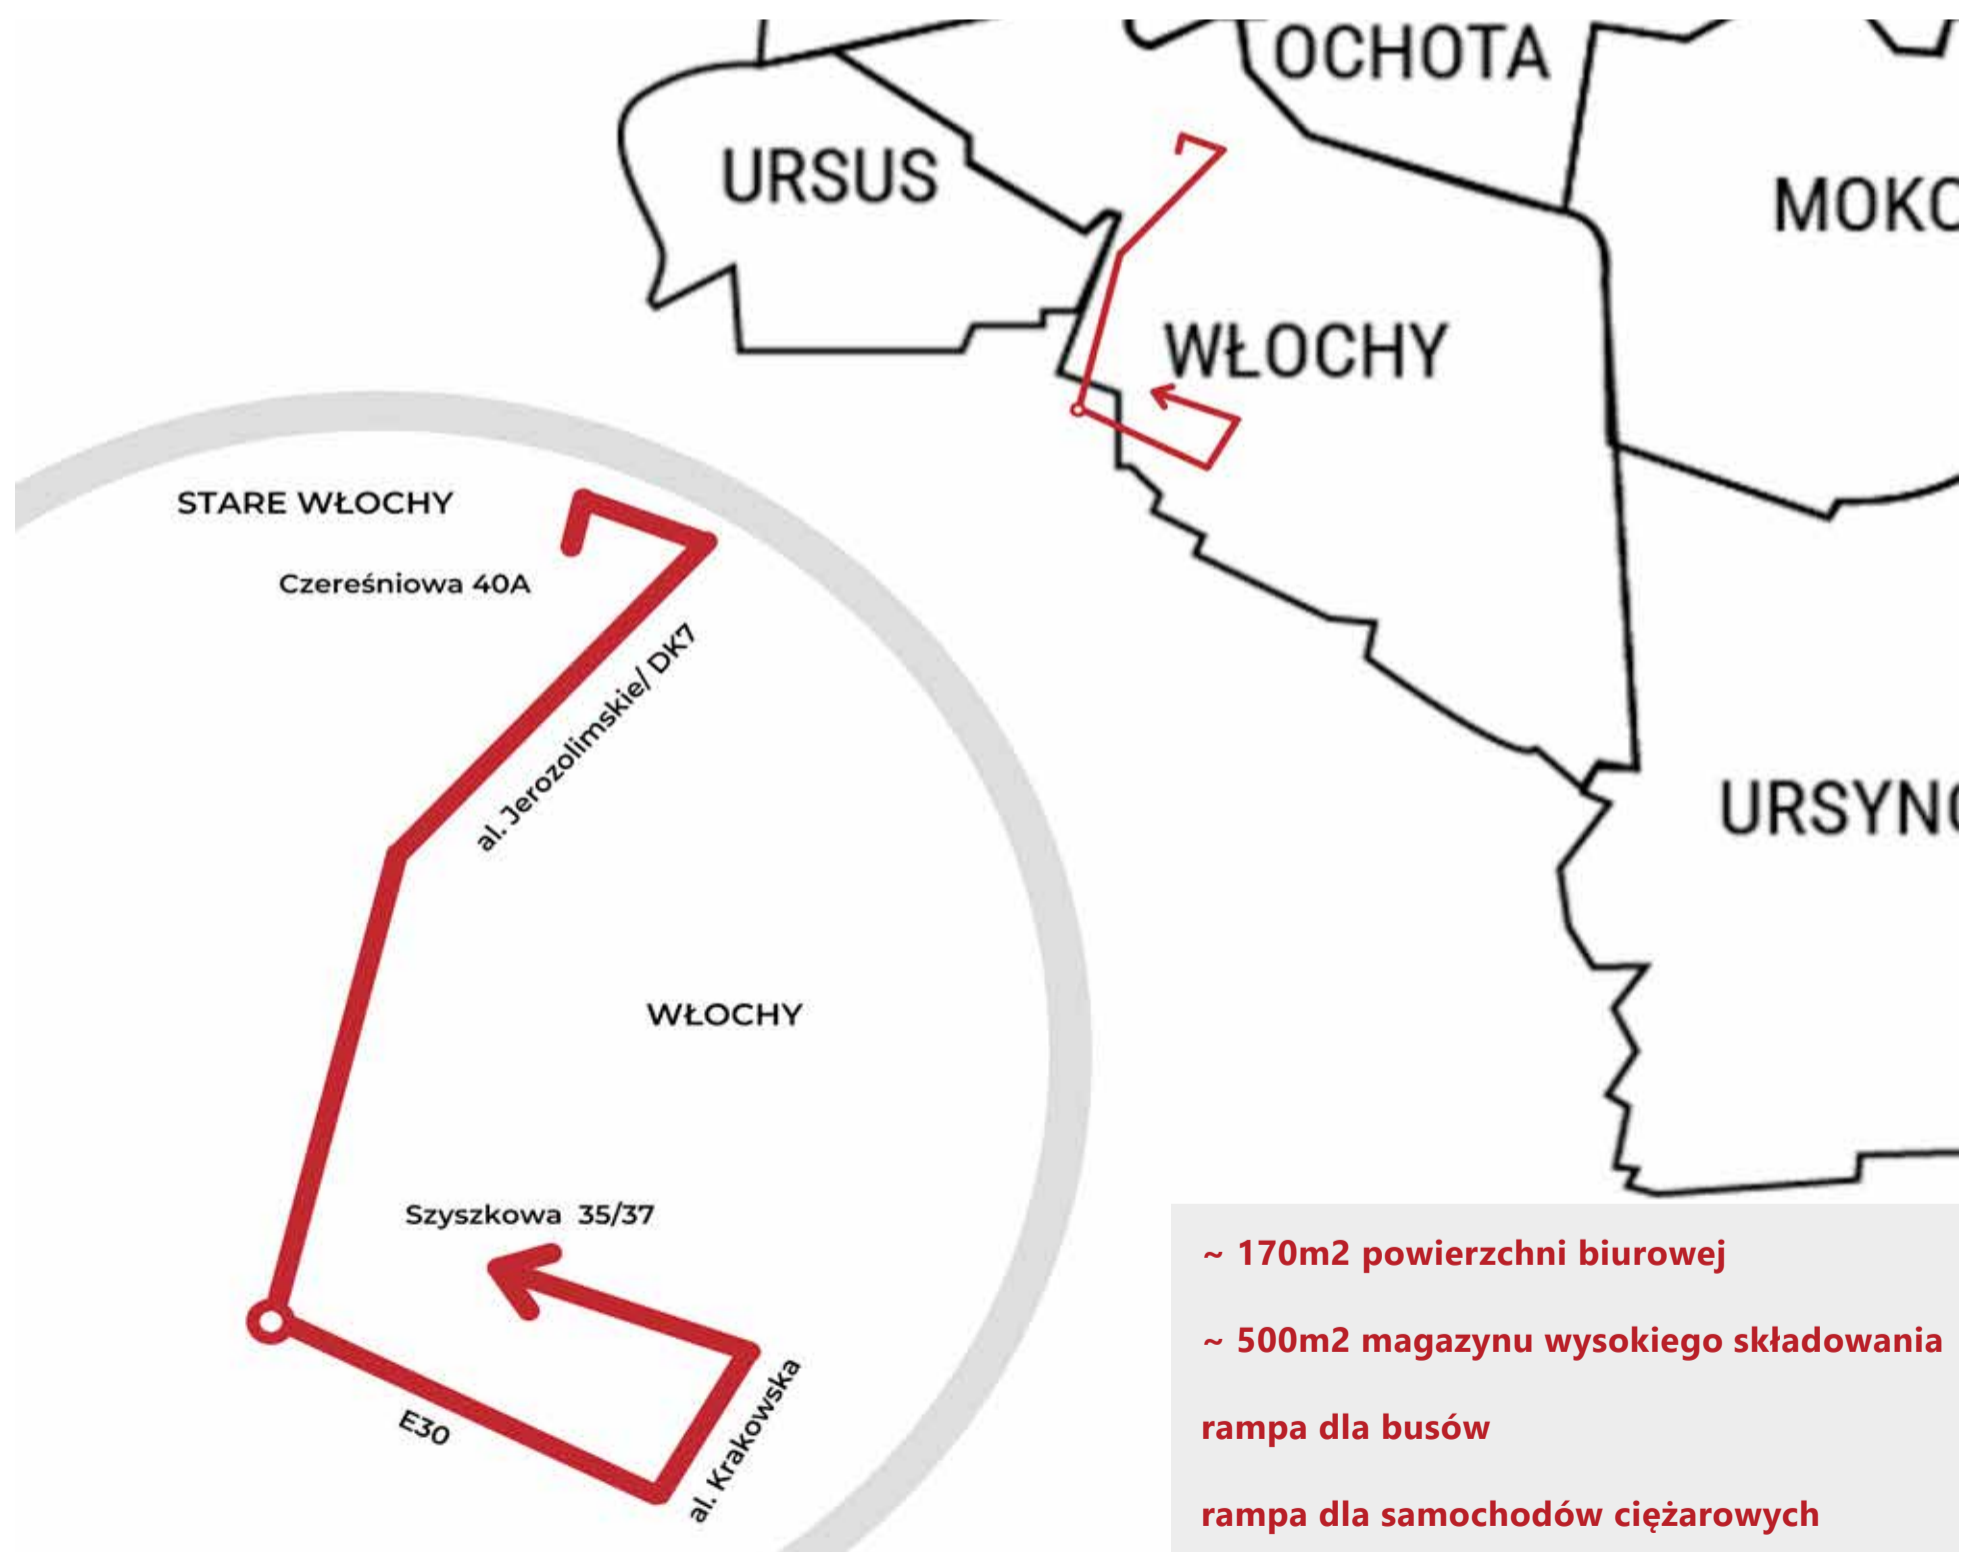 OCHOTA
URSUS
MOKO
WŁOCHY
STARE WŁOCHY
Czereśniowa 40A
al. Jerozolimskie/ DK7
URSYNO
WŁOCHY
Szyszkowa 35/37
E30
al. Krakowska
~ 170m2 powierzchni biurowej
~ 500m2 magazynu wysokiego składowania
rampa dla busów
rampa dla samochodów ciężarowych